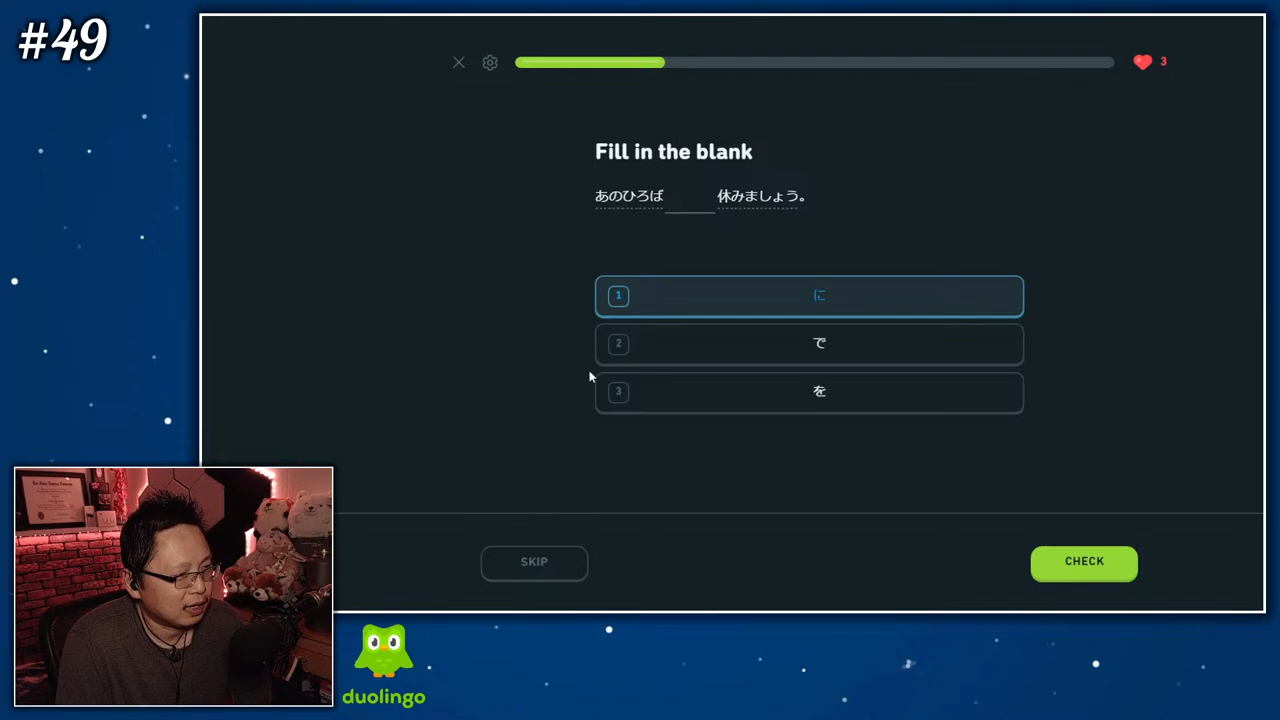 #49
3
Fill in the blank
あのひろば 休みましょう。
1 に
2 で
3 を
SKIP
CHECK
duolingo